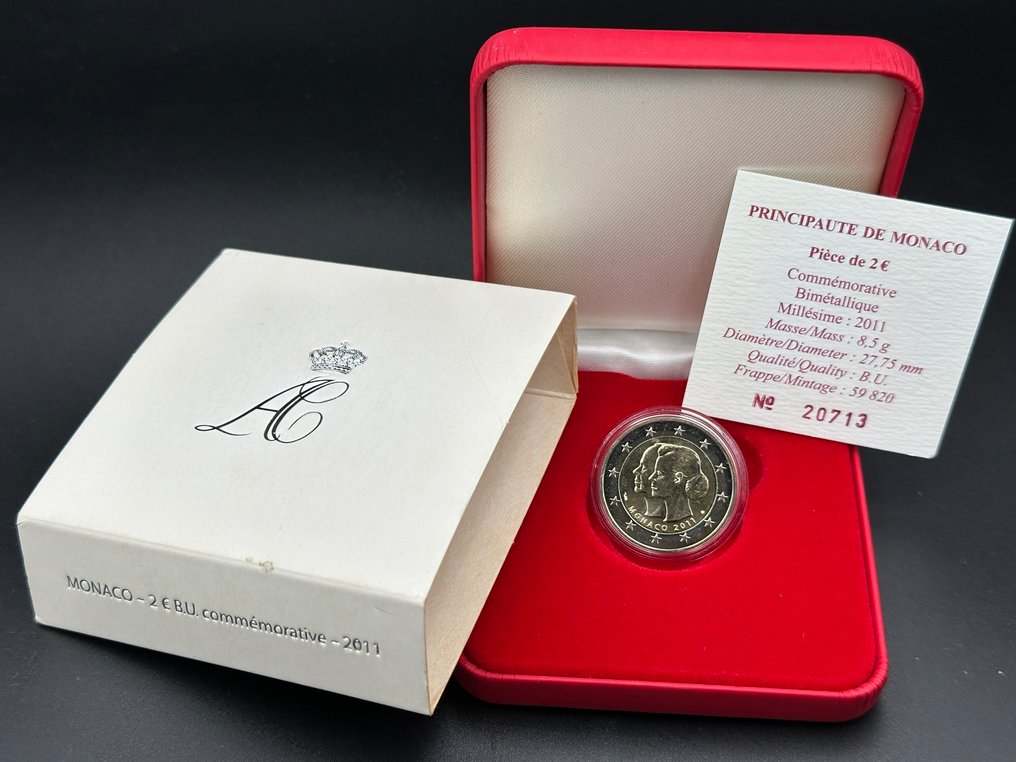 AC
MONACO – 2 € B.U. commémorative – 2011
PRINCIPAUTE DE MONACO
Pièce de 2 €
Commémorative
Bimétallique
Millésime : 2011
Masse/Mass : 8,5 g
Diamètre/Diameter : 27,75 mm
Qualité/Quality : B.U.
Frappe/Mintage : 59 820
№ 20713
MONACO 2011